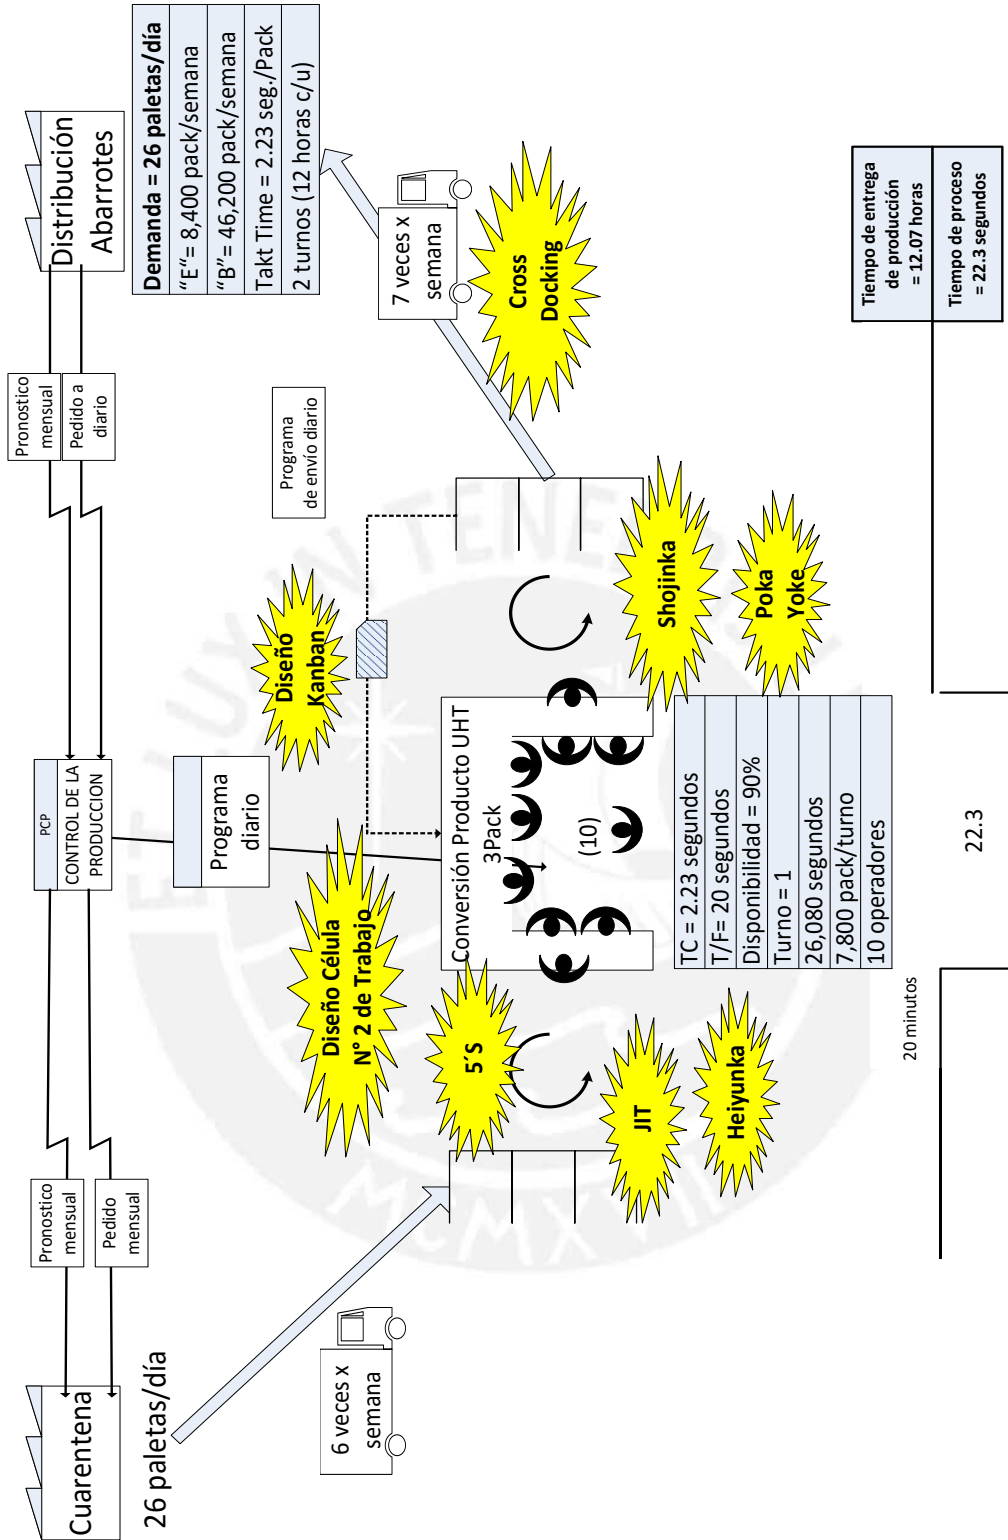 Cuarentena
26 paletas/día
6 veces x
semana
Pronostico
mensual
Pedido
mensual
PCP
CONTROL DE LA
PRODUCCION
Programa
diario
Pronostico
mensual
Pedido a
diario
Distribución
Abarrotes
Demanda = 26 paletas/día
"E"= 8,400 pack/semana
"B"= 46,200 pack/semana
Takt Time = 2.23 seg./Pack
2 turnos (12 horas c/u)
Programa
de envío diario
7 veces x
semana
Cross
Docking
Diseño
Kanban
Diseño Célula
N° 2 de Trabajo
5´S
JIT
Heiyunka
Conversión Producto UHT
3Pack
(10)
Shojinka
Poka
Yoke
TC = 2.23 segundos
T/F= 20 segundos
Disponibilidad = 90%
Turno = 1
26,080 segundos
7,800 pack/turno
10 operadores
20 minutos
22.3
Tiempo de entrega
de producción
= 12.07 horas
Tiempo de proceso
= 22.3 segundos
ET LUX IN TENEBRIS
MCMXVII